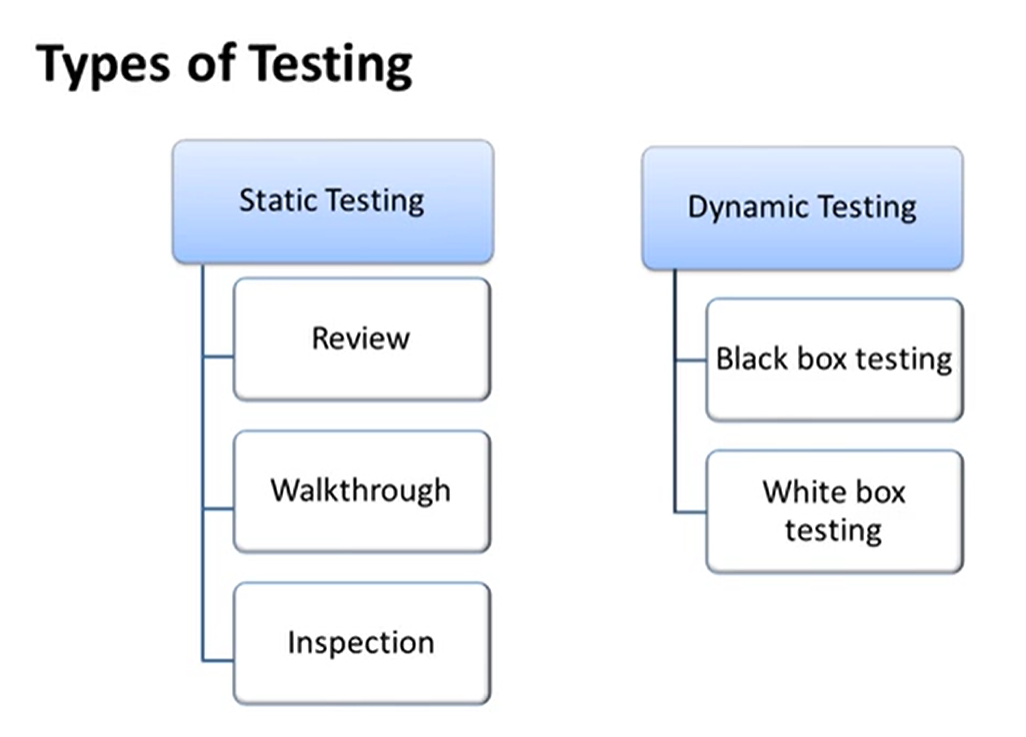 Types of Testing
Static Testing
Review
Walkthrough
Inspection
Dynamic Testing
Black box testing
White box
testing